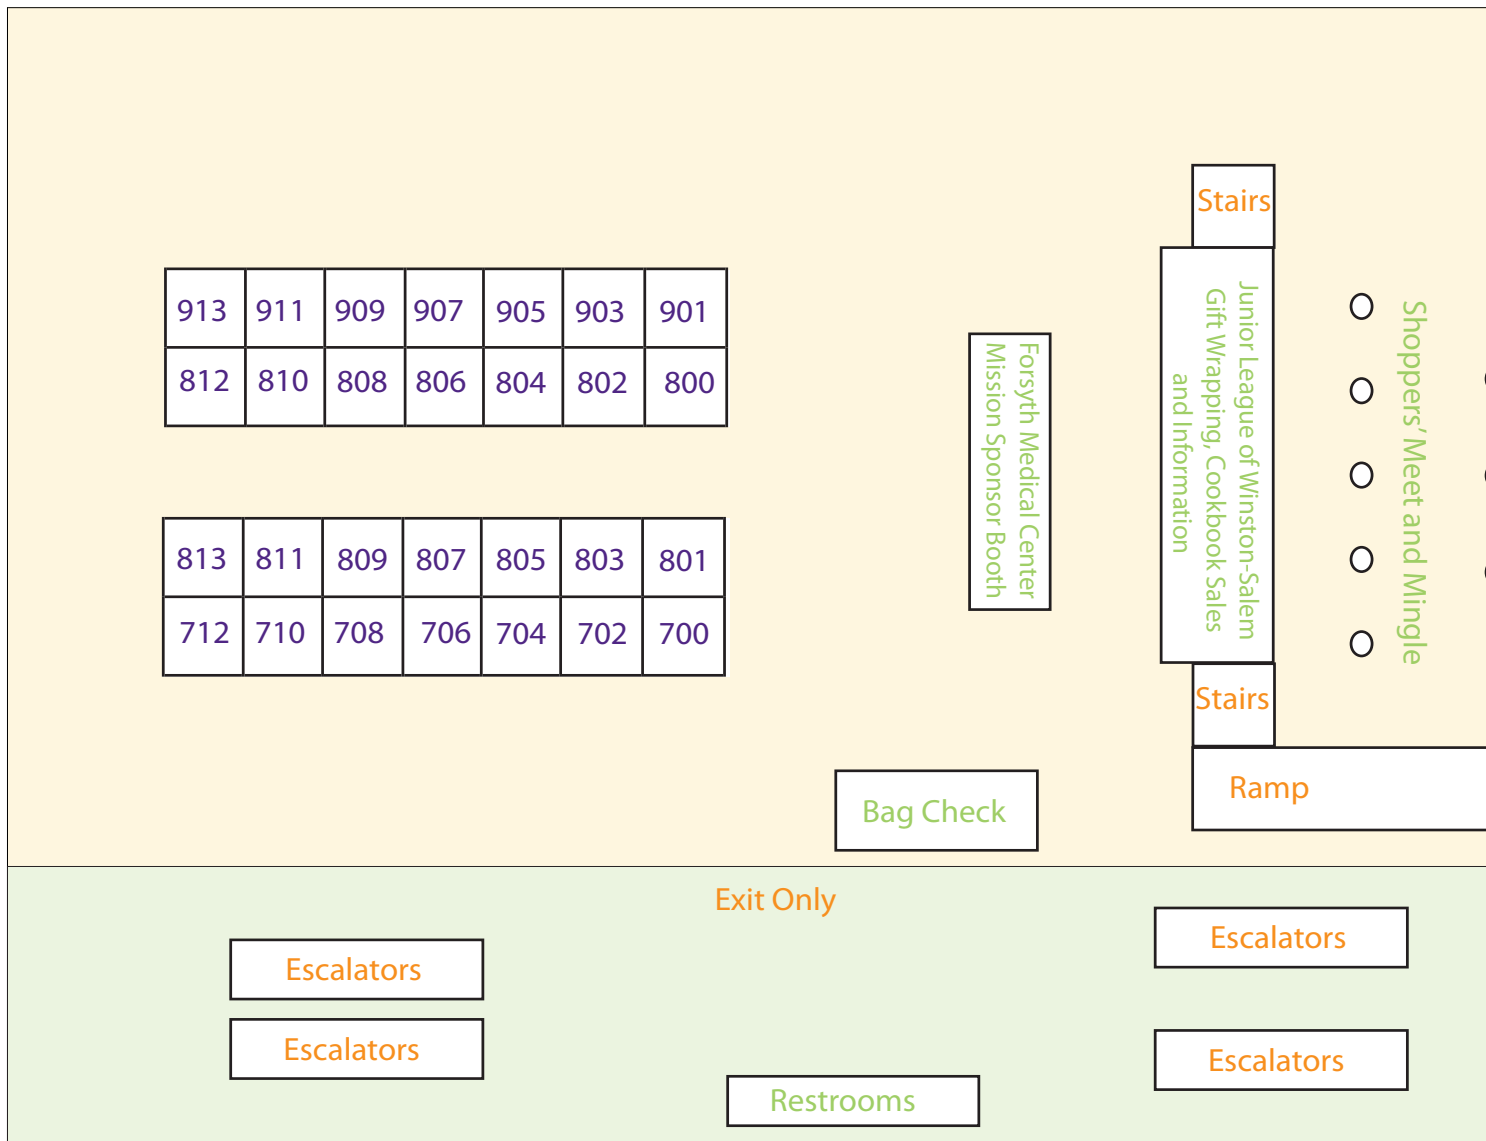 Stairs
913 911 909 907 905 903 901
812 810 808 806 804 802 800
Forsyth Medical Center
Mission Sponsor Booth
Junior League of Winston-Salem
Gift Wrapping, Cookbook Sales
and Information
Shoppers’ Meet and Mingle
813 811 809 807 805 803 801
712 710 708 706 704 702 700
Stairs
Ramp
Bag Check
Exit Only
Escalators
Escalators
Escalators
Escalators
Restrooms